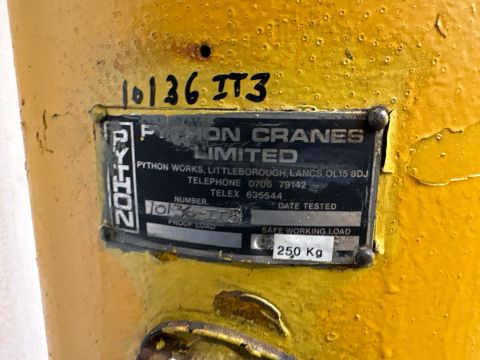 10136 IT3
PYTHON
PYTHON CRANES
LIMITED
PYTHON WORKS, LITTLEBOROUGH, LANCS. OL15 8DJ
TELEPHONE 0706 79142
TELEX 635544
NUMBER
DATE TESTED
PROOF LOAD
SAFE WORKING LOAD
250 Kg